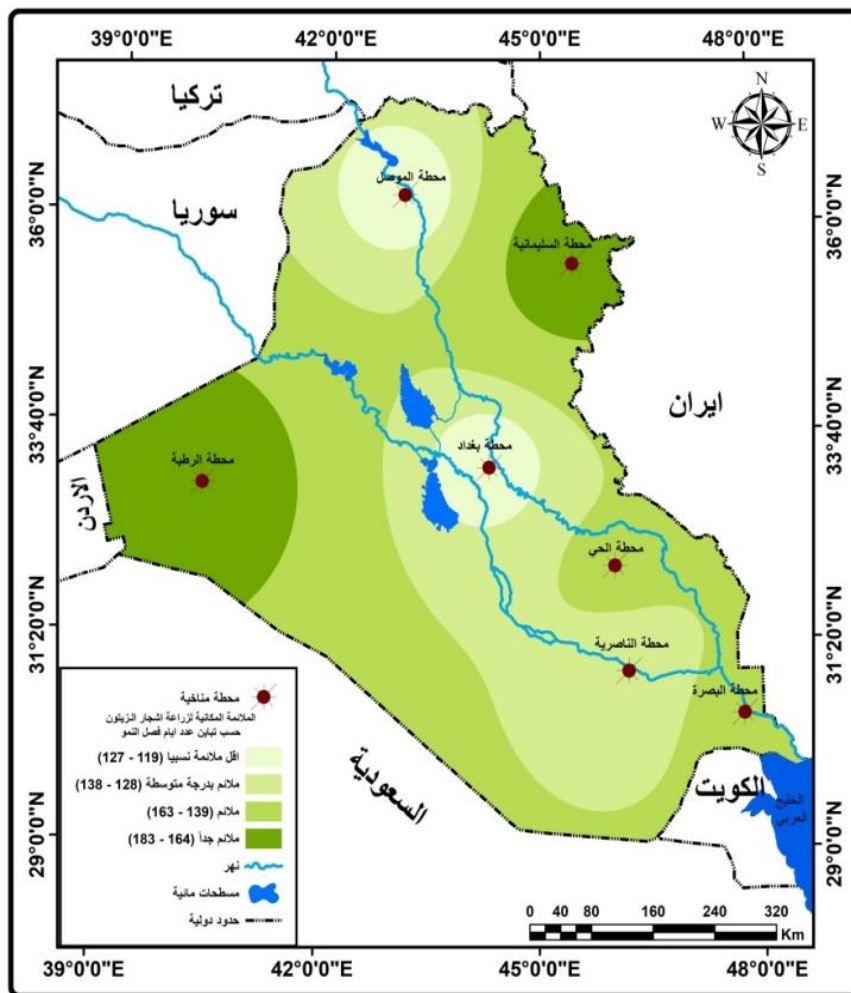 39°0'0"E 42°0'0"E 45°0'0"E 48°0'0"E
N
W E
S
تركيا
سوريا
ايران
الاردن
السعودية
الكويت
الخليج
العربي
محطة الموصل
محطة السليمانية
محطة بغداد
محطة الرطبة
محطة الحي
محطة الناصرية
محطة البصرة
36°0'0"N
33°40'0"N
31°20'0"N
29°0'0"N
36°0'0"N
33°40'0"N
31°20'0"N
29°0'0"N
محطة مناخية
الملائمة المكانية لزراعة اشجار الزيتون
حسب تباين عدد ايام فصل النمو
اقل ملائمة نسبيا (119 - 127)
ملائم بدرجة متوسطة (128 - 138)
ملائم (139 - 163)
ملائم جداً (164 - 183)
نهر
مسطحات مائية
حدود دولية
0 40 80 160 240 320
Km
39°0'0"E 42°0'0"E 45°0'0"E 48°0'0"E